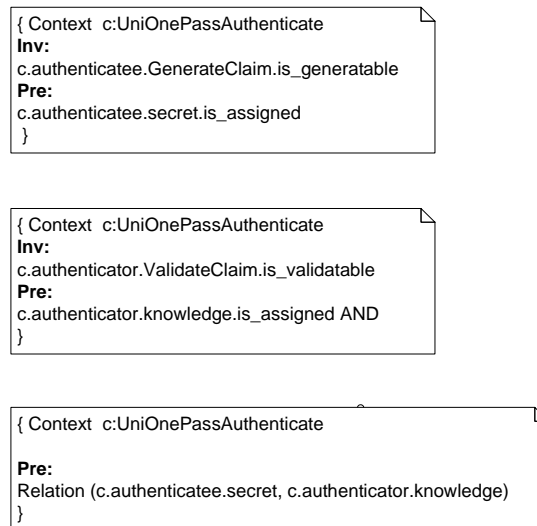 { Context  c:UniOnePassAuthenticate
Inv:
c.authenticatee.GenerateClaim.is_generatable
Pre:
c.authenticatee.secret.is_assigned
}
{ Context  c:UniOnePassAuthenticate
Inv:
c.authenticator.ValidateClaim.is_validatable
Pre:
c.authenticator.knowledge.is_assigned AND
}
{ Context  c:UniOnePassAuthenticate
Pre:
Relation (c.authenticatee.secret, c.authenticator.knowledge)
}